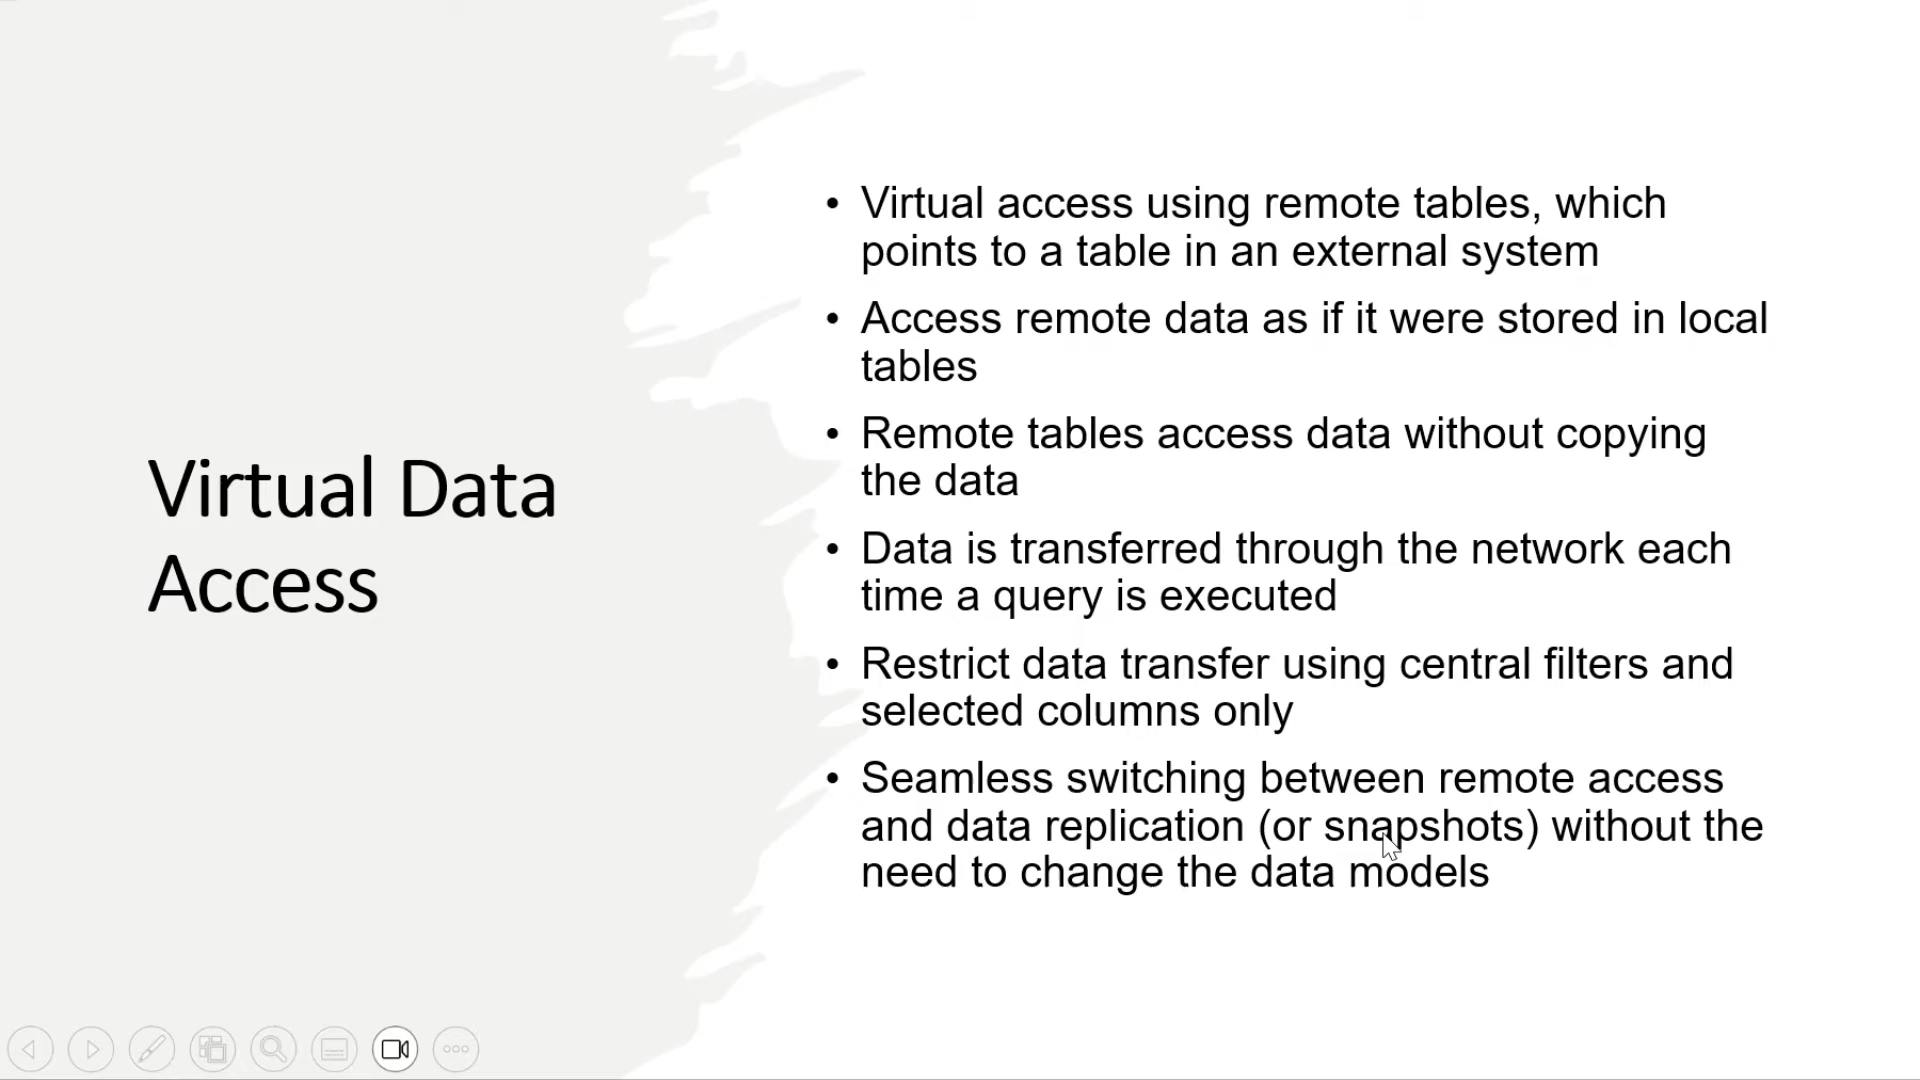 Virtual Data
Access
• Virtual access using remote tables, which
points to a table in an external system
• Access remote data as if it were stored in local
tables
• Remote tables access data without copying
the data
• Data is transferred through the network each
time a query is executed
• Restrict data transfer using central filters and
selected columns only
• Seamless switching between remote access
and data replication (or snapshots) without the
need to change the data models